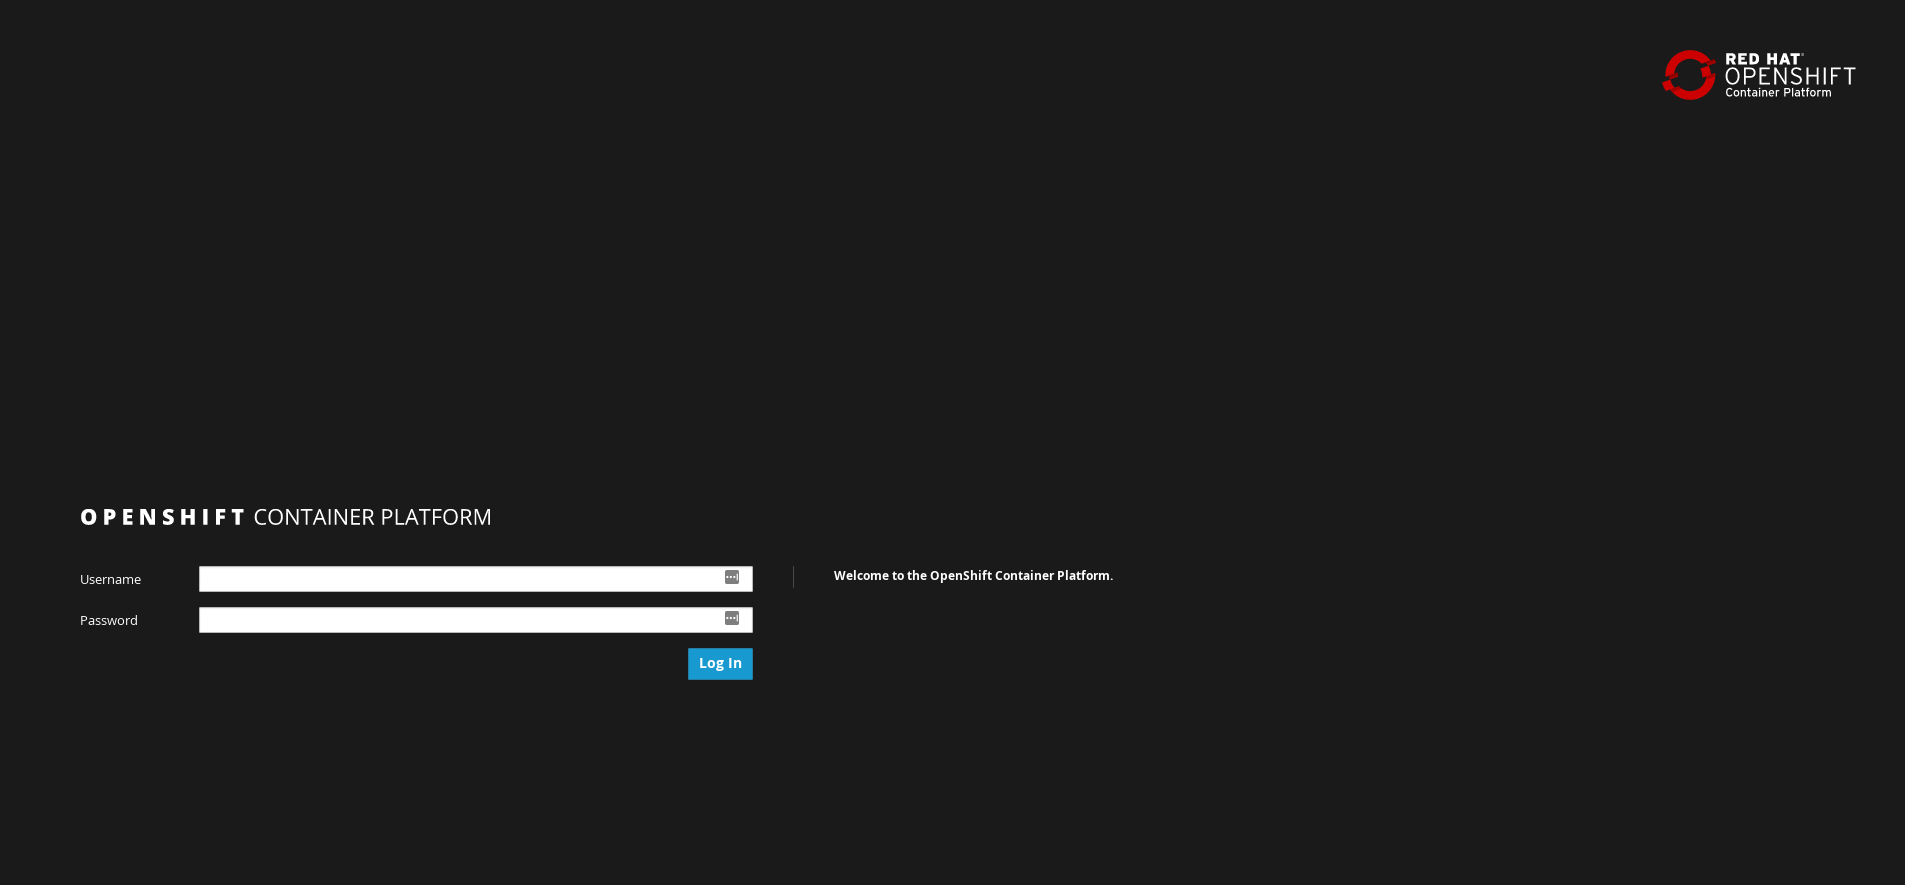 RED HAT
OPENSHIFT
Container Platform
OPENSHIFT CONTAINER PLATFORM
Username
Welcome to the OpenShift Container Platform.
Password
Log In